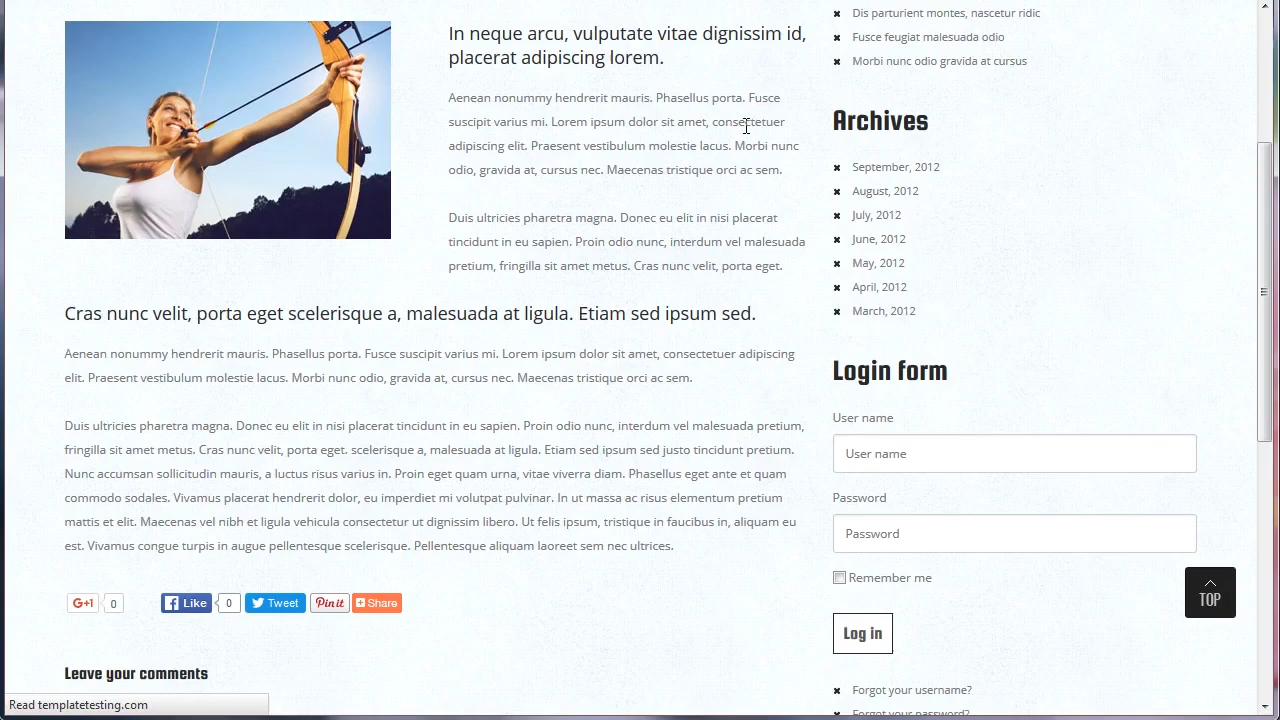 In neque arcu, vulputate vitae dignissim id,
placerat adipiscing lorem.
Aenean nonummy hendrerit mauris. Phasellus porta. Fusce
suscipit varius mi. Lorem ipsum dolor sit amet, consectetuer
adipiscing elit. Praesent vestibulum molestie lacus. Morbi nunc
odio, gravida at, cursus nec. Maecenas tristique orci ac sem.
Duis ultricies pharetra magna. Donec eu elit in nisi placerat
tincidunt in eu sapien. Proin odio nunc, interdum vel malesuada
pretium, fringilla sit amet metus. Cras nunc velit, porta eget.
Cras nunc velit, porta eget scelerisque a, malesuada at ligula. Etiam sed ipsum sed.
Aenean nonummy hendrerit mauris. Phasellus porta. Fusce suscipit varius mi. Lorem ipsum dolor sit amet, consectetuer adipiscing
elit. Praesent vestibulum molestie lacus. Morbi nunc odio, gravida at, cursus nec. Maecenas tristique orci ac sem.
Duis ultricies pharetra magna. Donec eu elit in nisi placerat tincidunt in eu sapien. Proin odio nunc, interdum vel malesuada pretium,
fringilla sit amet metus. Cras nunc velit, porta eget. scelerisque a, malesuada at ligula. Etiam sed ipsum sed justo tincidunt pretium.
Nunc accumsan sollicitudin mauris, a luctus risus varius in. Proin eget quam urna, vitae viverra diam. Phasellus eget ante et quam
commodo sodales. Vivamus placerat hendrerit dolor, eu imperdiet mi volutpat pulvinar. In ut massa ac risus elementum pretium
mattis et elit. Maecenas vel nibh et ligula vehicula consectetur ut dignissim libero. Ut felis ipsum, tristique in faucibus in, aliquam eu
est. Vivamus congue turpis in augue pellentesque scelerisque. Pellentesque aliquam laoreet sem nec ultrices.
G+1 0 Like 0 Tweet Pin it Share
Leave your comments
Read templatetesting.com
Dis parturient montes, nascetur ridic
Fusce feugiat malesuada odio
Morbi nunc odio gravida at cursus
Archives
September, 2012
August, 2012
July, 2012
June, 2012
May, 2012
April, 2012
March, 2012
Login form
User name
User name
Password
Password
Remember me
TOP
Log in
Forgot your username?
Forgot your password?